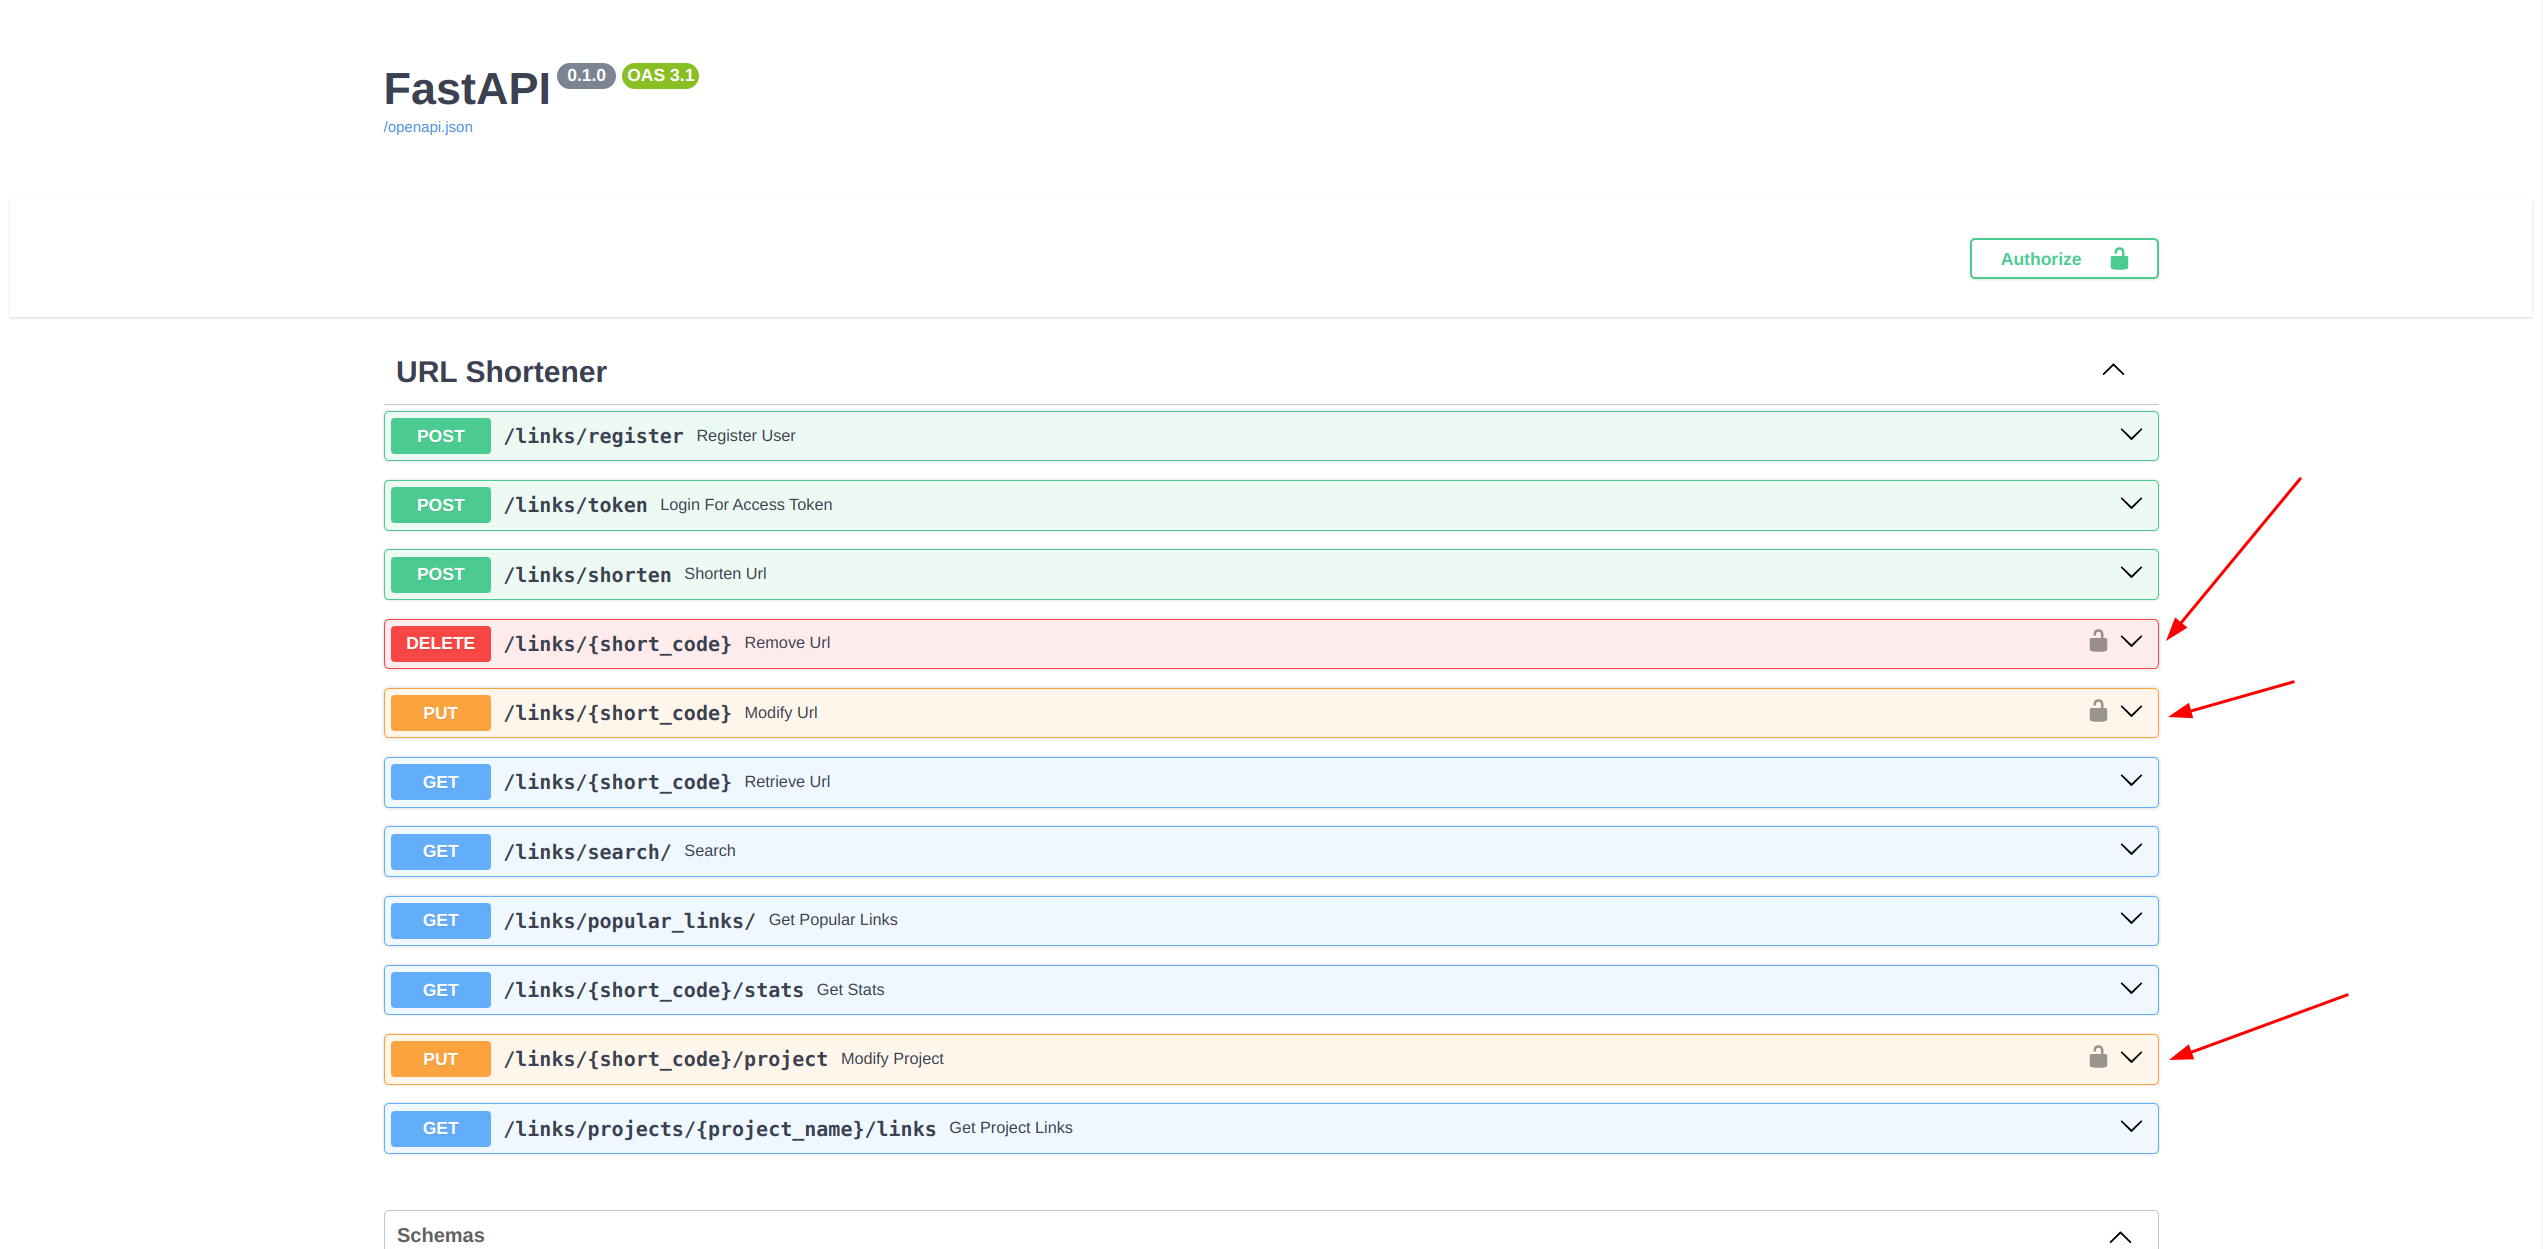 FastAPI 0.1.0 OAS 3.1
/openapi.json
Authorize
URL Shortener
POST /links/register Register User
POST /links/token Login For Access Token
POST /links/shorten Shorten Url
DELETE /links/{short_code} Remove Url
PUT /links/{short_code} Modify Url
GET /links/{short_code} Retrieve Url
GET /links/search/ Search
GET /links/popular_links/ Get Popular Links
GET /links/{short_code}/stats Get Stats
PUT /links/{short_code}/project Modify Project
GET /links/projects/{project_name}/links Get Project Links
Schemas